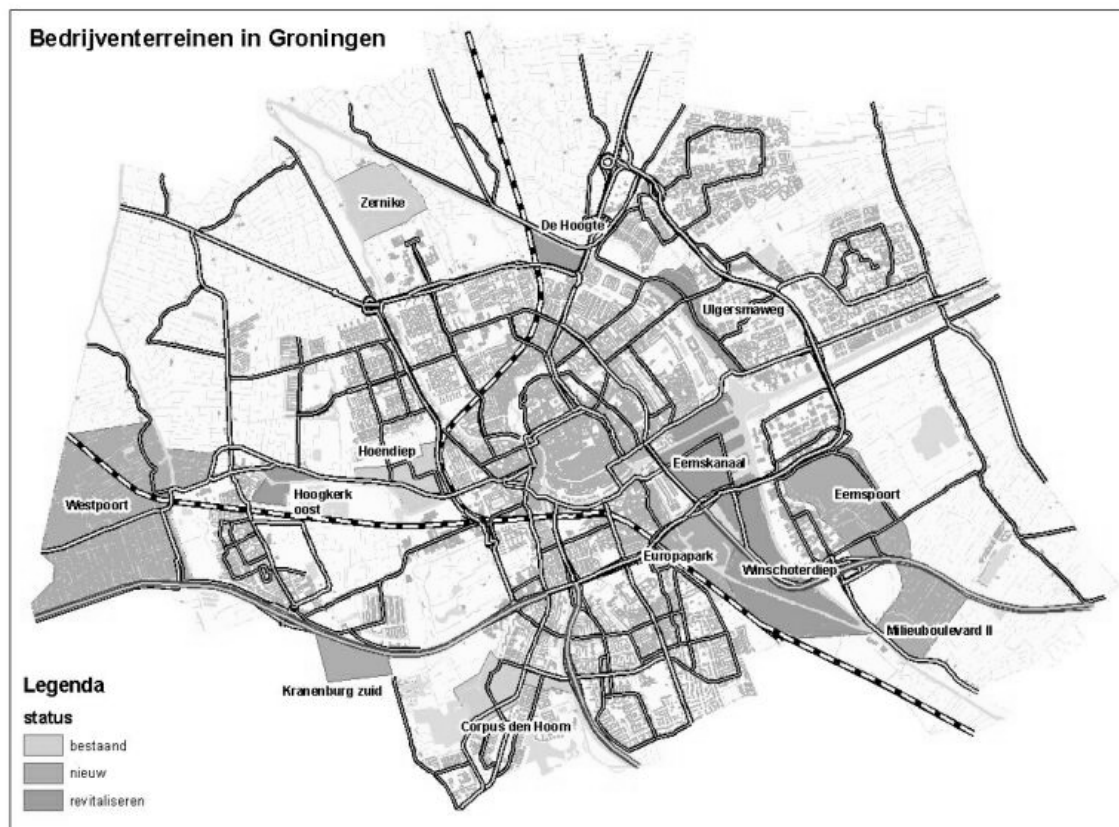 Bedrijventerreinen in Groningen
Zernike
De Hoogte
Ulgersmaweg
Hoendiep
Eemskanaal
Westpoort
Hoogkerk
oost
Eemspoort
Europapark
Winschoterdiep
Milieuboulevard II
Kranenburg zuid
Corpus den Hoorn
Legenda
status
bestaand
nieuw
revitaliseren